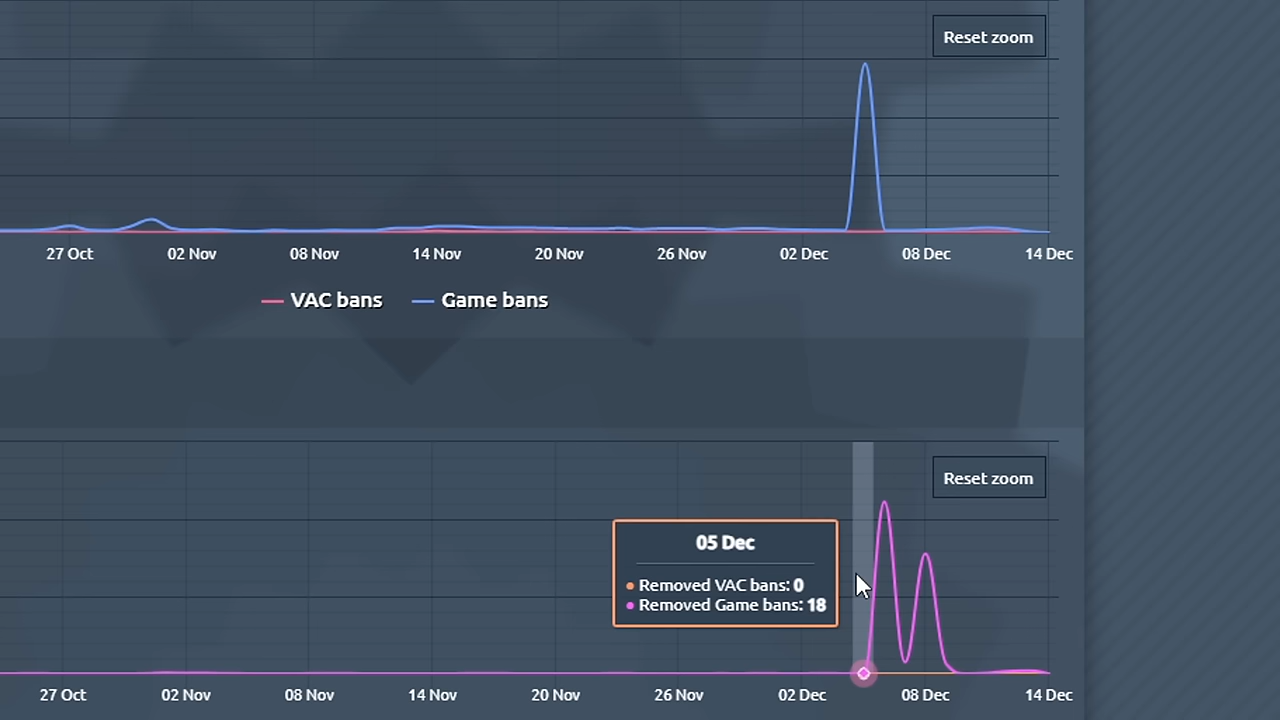 Reset zoom
27 Oct 02 Nov 08 Nov 14 Nov 20 Nov 26 Nov 02 Dec 08 Dec 14 Dec
VAC bans Game bans
Reset zoom
05 Dec
Removed VAC bans: 0
Removed Game bans: 18
27 Oct 02 Nov 08 Nov 14 Nov 20 Nov 26 Nov 02 Dec 08 Dec 14 Dec